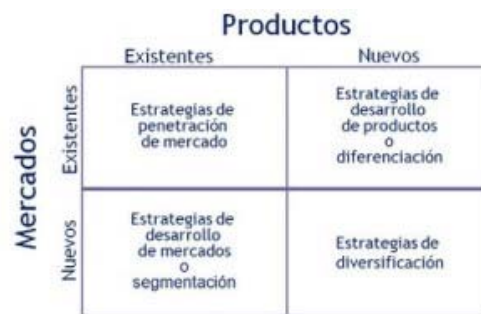 Productos
Existentes
Nuevos
Mercados
Existentes
Estrategias de
penetración
de mercado
Estrategias de
desarrollo
de productos
o
diferenciación
Nuevos
Estrategias de
desarrollo
de mercados
o
segmentación
Estrategias de
diversificación